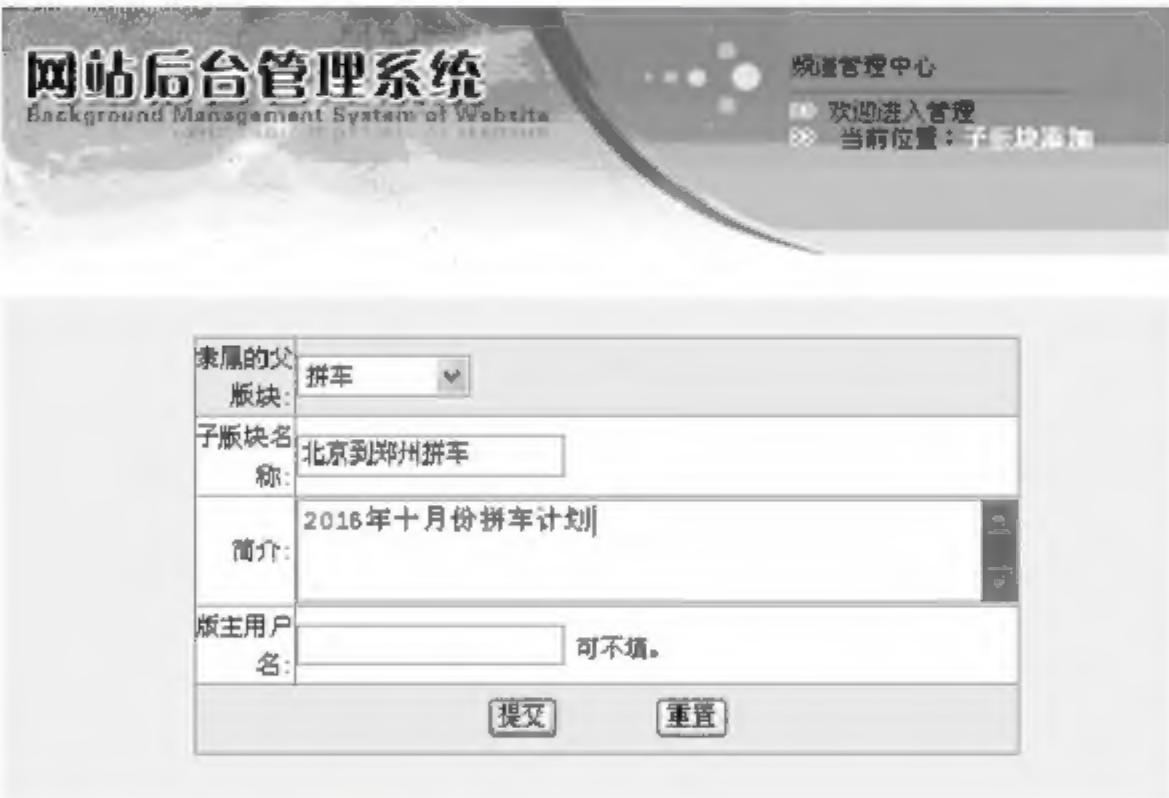 网站后台管理系统
Background Management System of Website
频道管理中心
欢迎进入管理
当前位置：子版块添加
隶属的父
版块:
拼车
子版块名
称:
北京到郑州拼车
简介:
2016年十月份拼车计划
版主用户
名:
可不填。
提交
重置